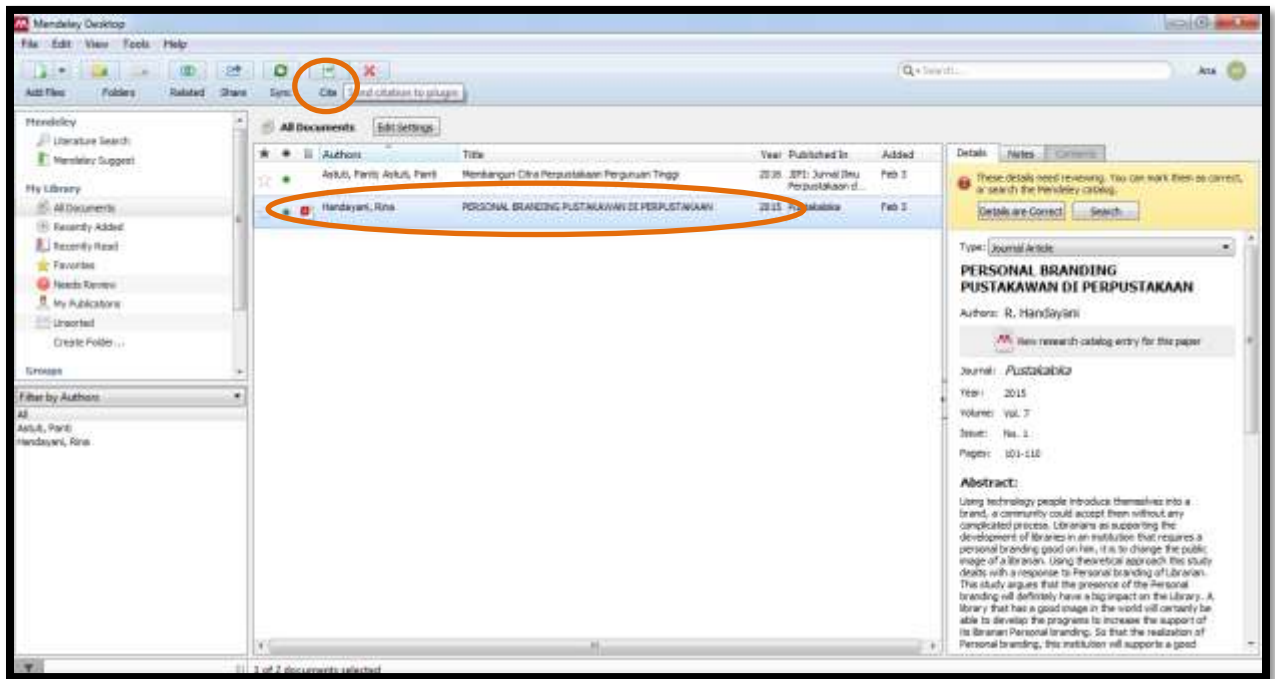 Mendeley Desktop
File Edit View Tools Help
Add Files Folders Related Share Sync Cite Send citation to plugin
Search... Ana
Mendeley
Literature Search
Mendeley Suggest
My Library
All Documents
Recently Added
Recently Read
Favorites
Needs Review
My Publications
Unsorted
Create Folder...
Groups
Filter by Authors
All
Astuti, Panti
Handayani, Rina
All Documents Edit Settings
Authors Title Year Published In Added
Astuti, Panti; Astuti, Panti Membangun Citra Perpustakaan Perguruan Tinggi 2016 JIPI: Jurnal Ilmu Perpustakaan d... Feb 3
Handayani, Rina PERSONAL BRANDING PUSTAKAWAN DI PERPUSTAKAAN 2015 Pustakaloka Feb 3
1 of 2 documents selected
Details Notes Contents
These details need reviewing. You can mark them as correct,
or search the Mendeley catalog.
Details are Correct Search
Type: Journal Article
PERSONAL BRANDING
PUSTAKAWAN DI PERPUSTAKAAN
Authors: R. Handayani
View research catalog entry for this paper
Journal: Pustakaloka
Year: 2015
Volume: Vol. 7
Issue: No. 1
Pages: 101-110
Abstract:
Using technology people introduce themselves into a
brand, a community could accept them without any
complicated process. Librarians as supporting the
development of libraries in an institution that requires a
personal branding good on him, it is to change the public
image of a librarian. Using theoretical approach this study
deals with a response to Personal branding of Librarian.
This study argues that the presence of the Personal
branding will definitely have a big impact on the Library. A
library that has a good image in the world will certainly be
able to develop the programs to increase the support of
its librarian Personal branding. So that the realization of
Personal branding, this institution will supports a good